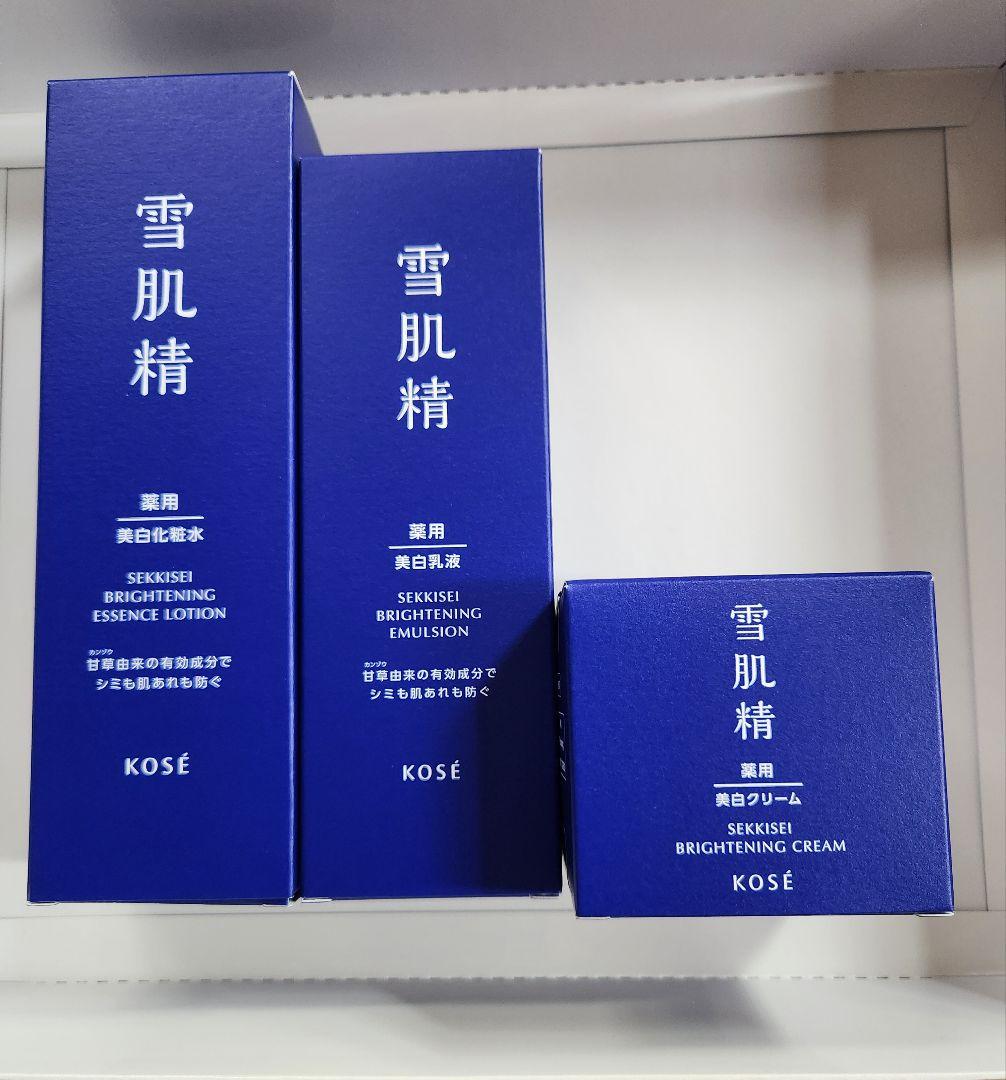 雪肌精
薬用
美白化粧水
SEKKISEI
BRIGHTENING
ESSENCE LOTION
カンゾウ
甘草由来の有効成分で
シミも肌あれも防ぐ
KOSÉ
雪肌精
薬用
美白乳液
SEKKISEI
BRIGHTENING
EMULSION
カンゾウ
甘草由来の有効成分で
シミも肌あれも防ぐ
KOSÉ
雪肌精
薬用
美白クリーム
SEKKISEI
BRIGHTENING CREAM
KOSÉ